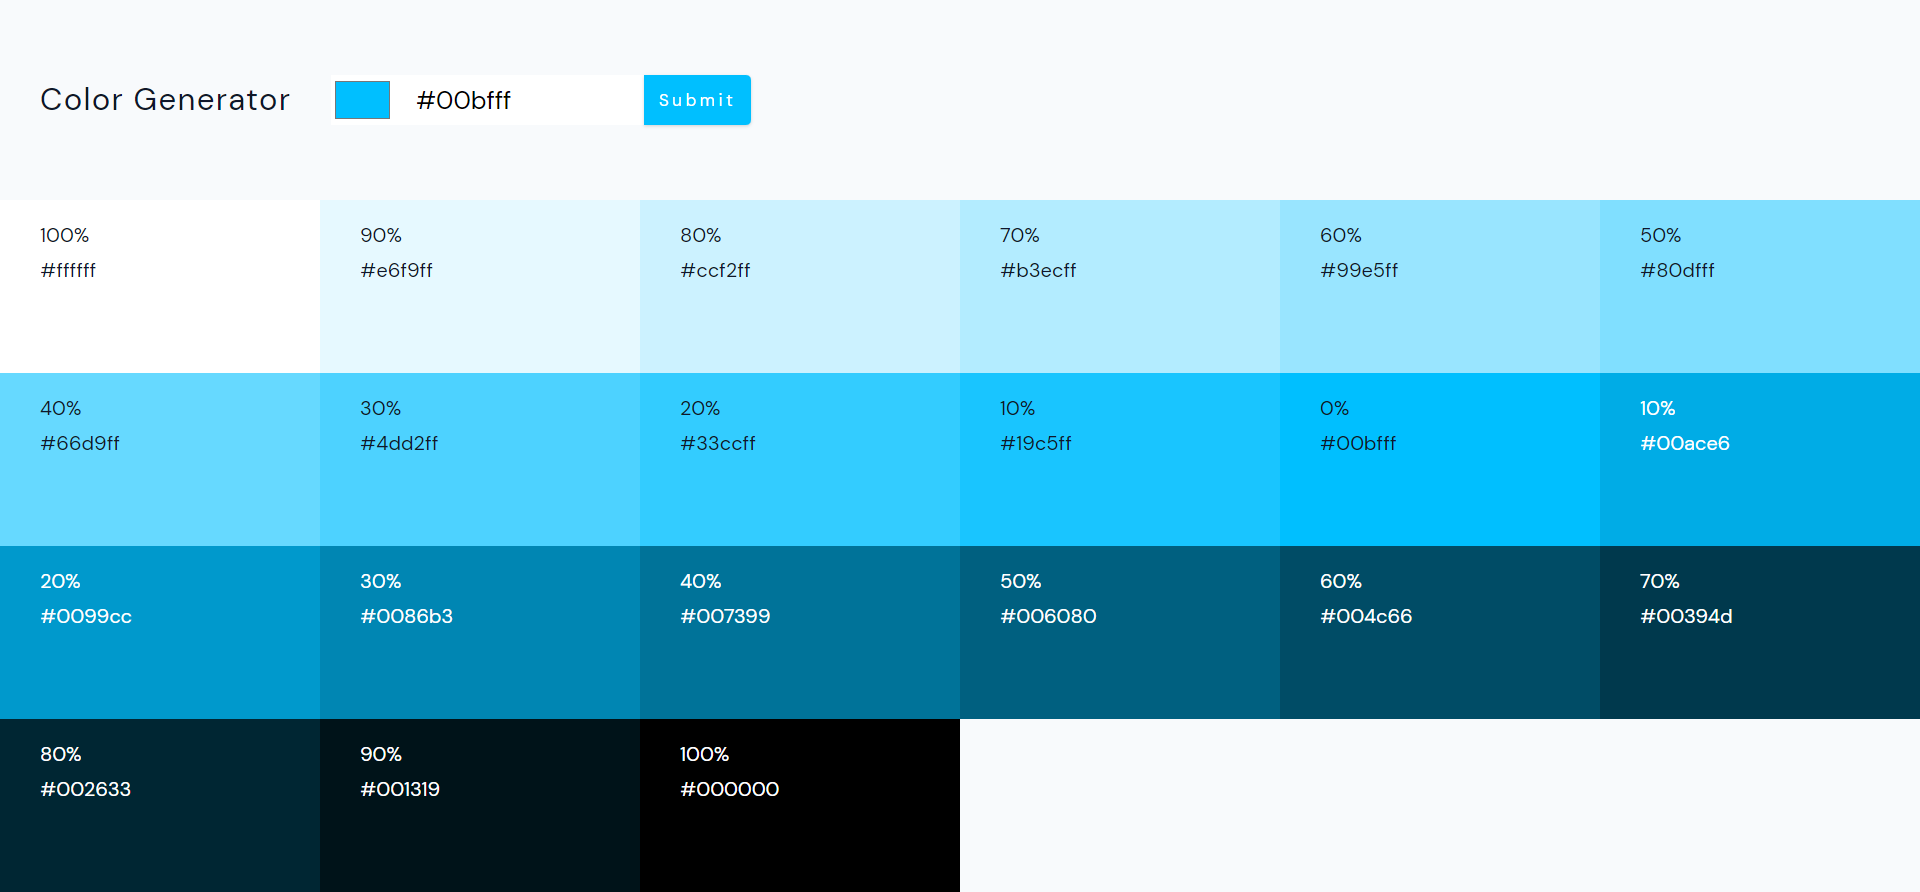 Color Generator
#00bfff
Submit
100%
#ffffff
90%
#e6f9ff
80%
#ccf2ff
70%
#b3ecff
60%
#99e5ff
50%
#80dfff
40%
#66d9ff
30%
#4dd2ff
20%
#33ccff
10%
#19c5ff
0%
#00bfff
10%
#00ace6
20%
#0099cc
30%
#0086b3
40%
#007399
50%
#006080
60%
#004c66
70%
#00394d
80%
#002633
90%
#001319
100%
#000000